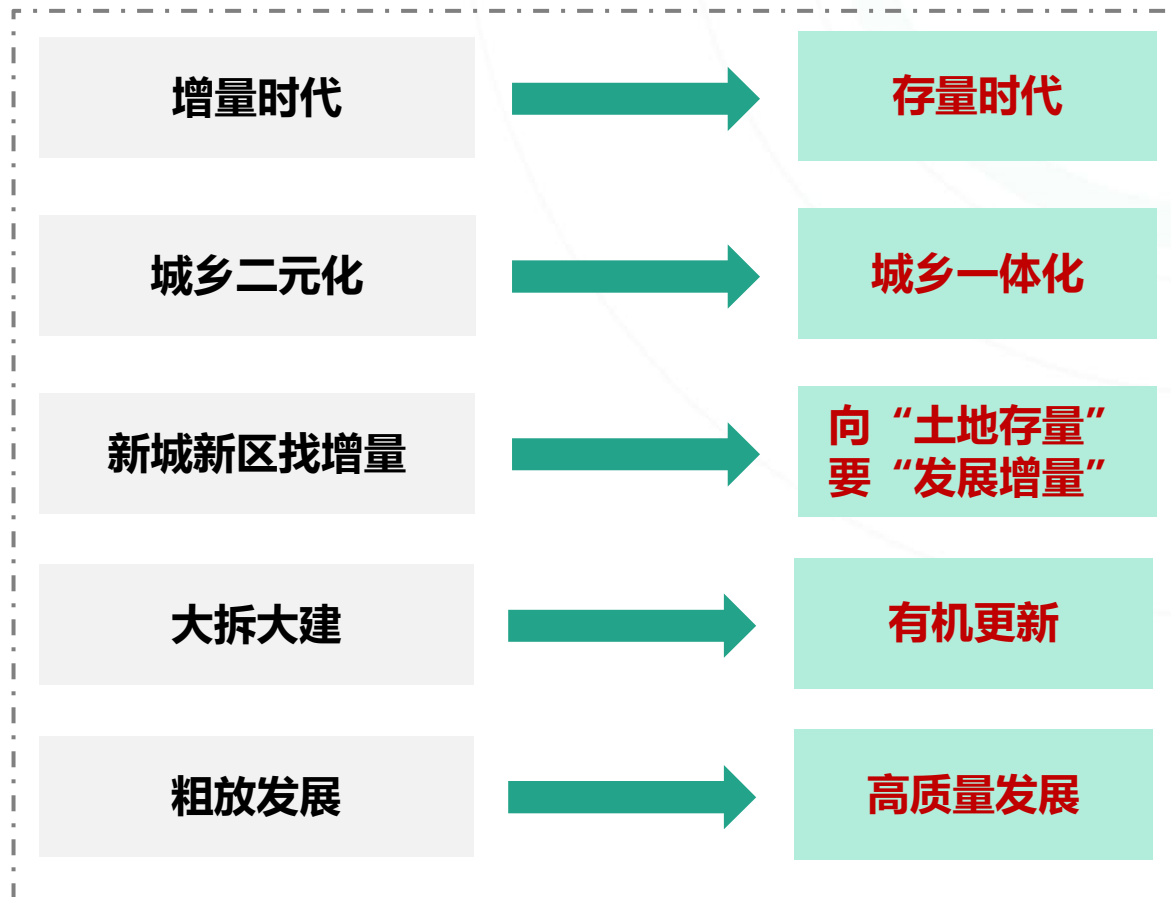 增量时代
存量时代
城乡二元化
城乡一体化
新城新区找增量
向“土地存量”
要“发展增量”
大拆大建
有机更新
粗放发展
高质量发展